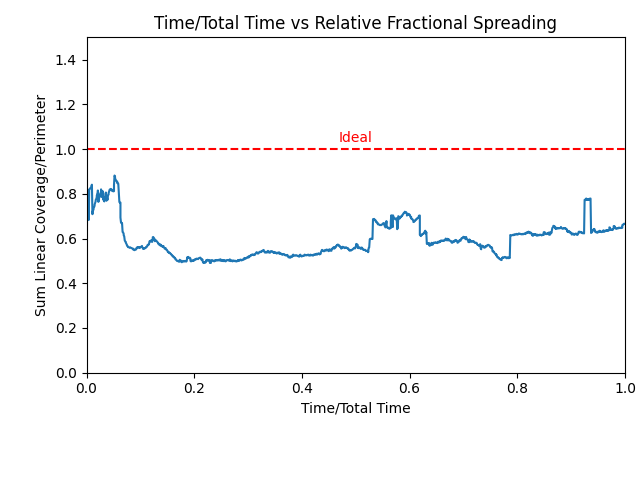 Time/Total Time vs Relative Fractional Spreading
Sum Linear Coverage/Perimeter
1.4
1.2
1.0
0.8
0.6
0.4
0.2
0.0
Ideal
0.0 0.2 0.4 0.6 0.8 1.0
Time/Total Time